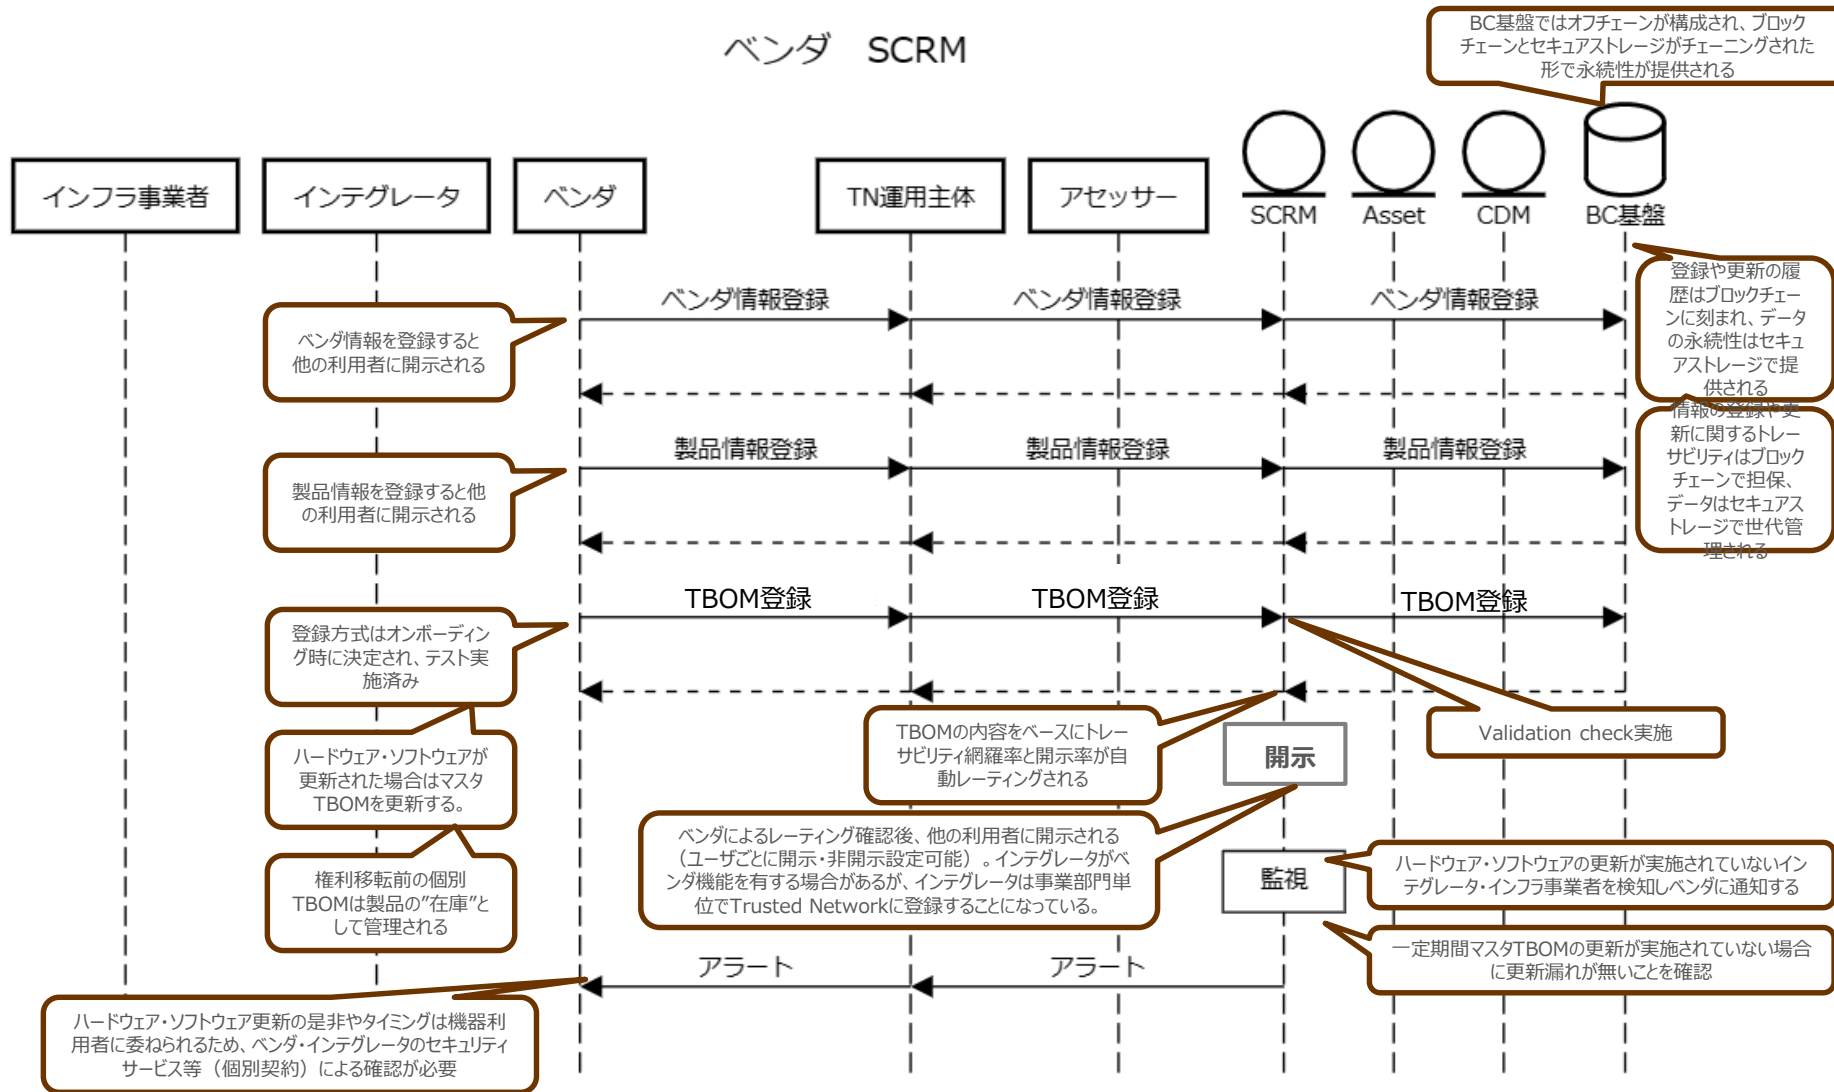 ベンダ　SCRM
BC基盤ではオフチェーンが構成され、ブロック
チェーンとセキュアストレージがチェーニングされた
形で永続性が提供される
インフラ事業者
インテグレータ
ベンダ
TN運用主体
アセッサー
SCRM
Asset
CDM
BC基盤
登録や更新の履
歴はブロックチェー
ンに刻まれ、データ
の永続性はセキュ
アストレージで提
供される
ベンダ情報登録
ベンダ情報登録
ベンダ情報登録
ベンダ情報を登録すると
他の利用者に開示される
情報の登録や更
新に関するトレー
サビリティはブロック
チェーンで担保、
データはセキュアス
トレージで世代管
理される
製品情報登録
製品情報登録
製品情報登録
製品情報を登録すると他
の利用者に開示される
TBOM登録
TBOM登録
TBOM登録
登録方式はオンボーディン
グ時に決定され、テスト実
施済み
TBOMの内容をベースにトレー
サビリティ網羅率と開示率が自
動レーティングされる
開示
Validation check実施
ハードウェア・ソフトウェアが
更新された場合はマスタ
TBOMを更新する。
ベンダによるレーティング確認後、他の利用者に開示される
（ユーザごとに開示・非開示設定可能）。インテグレータがベ
ンダ機能を有する場合があるが、インテグレータは事業部門単
位でTrusted Networkに登録することになっている。
監視
ハードウェア・ソフトウェアの更新が実施されていないイン
テグレータ・インフラ事業者を検知しベンダに通知する
権利移転前の個別
TBOMは製品の”在庫”と
して管理される
一定期間マスタTBOMの更新が実施されていない場合
に更新漏れが無いことを確認
アラート
アラート
ハードウェア・ソフトウェア更新の是非やタイミングは機器利
用者に委ねられるため、ベンダ・インテグレータのセキュリティ
サービス等（個別契約）による確認が必要